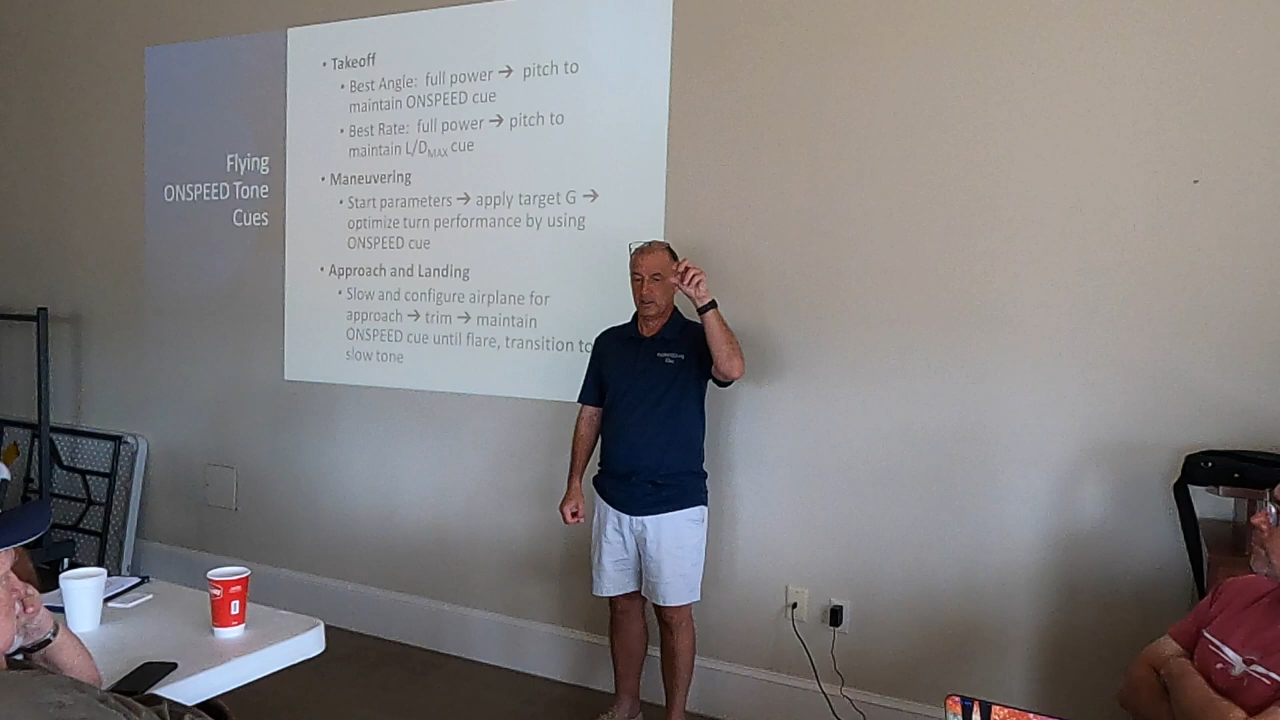 Flying
ONSPEED Tone
Cues
• Takeoff
• Best Angle: full power → pitch to
maintain ONSPEED cue
• Best Rate: full power → pitch to
maintain L/DMAX cue
• Maneuvering
• Start parameters → apply target G →
optimize turn performance by using
ONSPEED cue
• Approach and Landing
• Slow and configure airplane for
approach → trim → maintain
ONSPEED cue until flare, transition to
slow tone